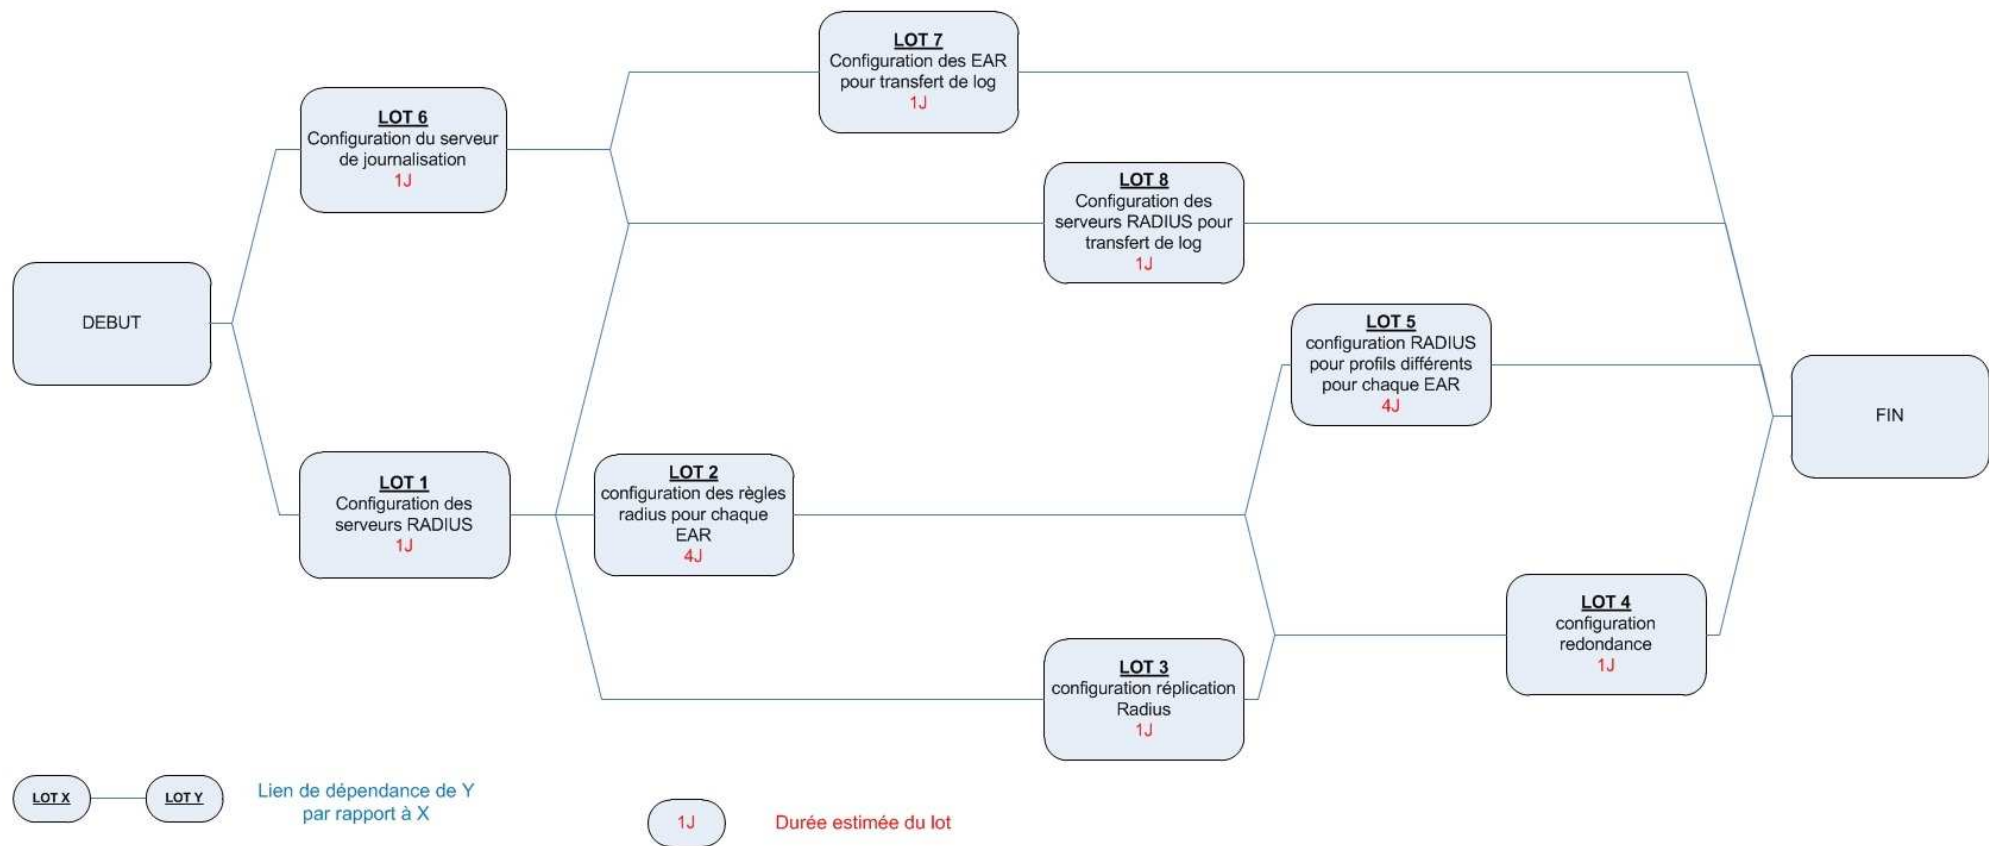 LOT 7
Configuration des EAR
pour transfert de log
1J
LOT 6
Configuration du serveur
de journalisation
1J
LOT 8
Configuration des
serveurs RADIUS pour
transfert de log
1J
DEBUT
LOT 5
configuration RADIUS
pour profils différents
pour chaque EAR
4J
FIN
LOT 1
Configuration des
serveurs RADIUS
1J
LOT 2
configuration des règles
radius pour chaque
EAR
4J
LOT 4
configuration
redondance
1J
LOT 3
configuration réplication
Radius
1J
LOT X
LOT Y
Lien de dépendance de Y
par rapport à X
1J
Durée estimée du lot